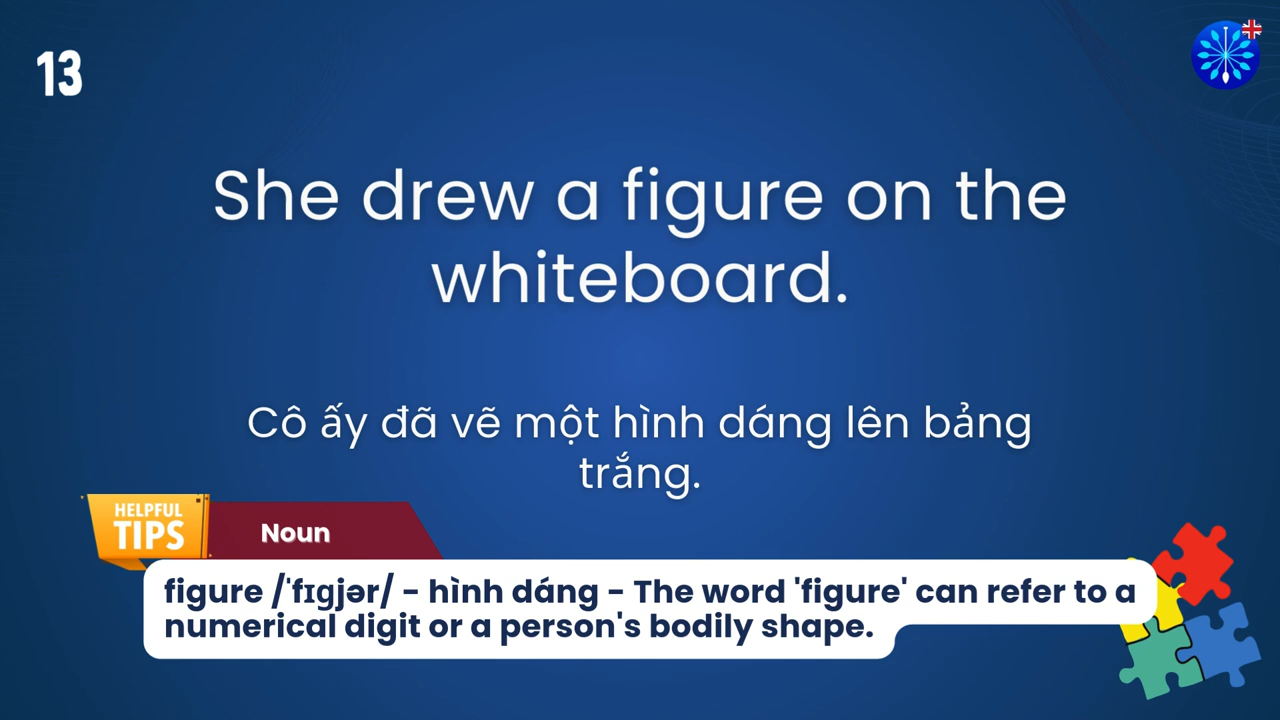 13
She drew a figure on the
whiteboard.
Cô ấy đã vẽ một hình dáng lên bảng
trắng.
HELPFUL
TIPS
Noun
figure /ˈfɪɡjər/ - hình dáng - The word 'figure' can refer to a
numerical digit or a person's bodily shape.